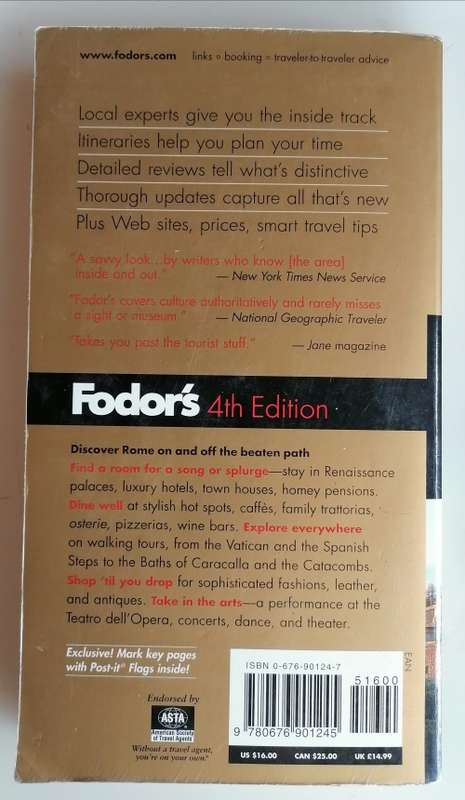 www.fodors.com links • booking • traveler-to-traveler advice
Local experts give you the inside track
Itineraries help you plan your time
Detailed reviews tell what's distinctive
Thorough updates capture all that's new
Plus Web sites, prices, smart travel tips
"A savvy look...by writers who know [the area]
inside and out." — New York Times News Service
"Fodor's covers culture authoritatively and rarely misses
a sight or museum." — National Geographic Traveler
"Takes you past the tourist stuff." — Jane magazine
Fodor's 4th Edition
Discover Rome on and off the beaten path
Find a room for a song or splurge—stay in Renaissance
palaces, luxury hotels, town houses, homey pensions.
Dine well at stylish hot spots, caffès, family trattorias,
osterie, pizzerias, wine bars. Explore everywhere
on walking tours, from the Vatican and the Spanish
Steps to the Baths of Caracalla and the Catacombs.
Shop 'til you drop for sophisticated fashions, leather,
and antiques. Take in the arts—a performance at the
Teatro dell'Opera, concerts, dance, and theater.
Exclusive! Mark key pages
with Post-it® Flags inside!
Endorsed by
ASTA
American Society
of Travel Agents
Without a travel agent,
you're on your own.®
EAN
ISBN 0-676-90124-7
51600
9 780676 901245
US $16.00 CAN $25.00 UK £14.99